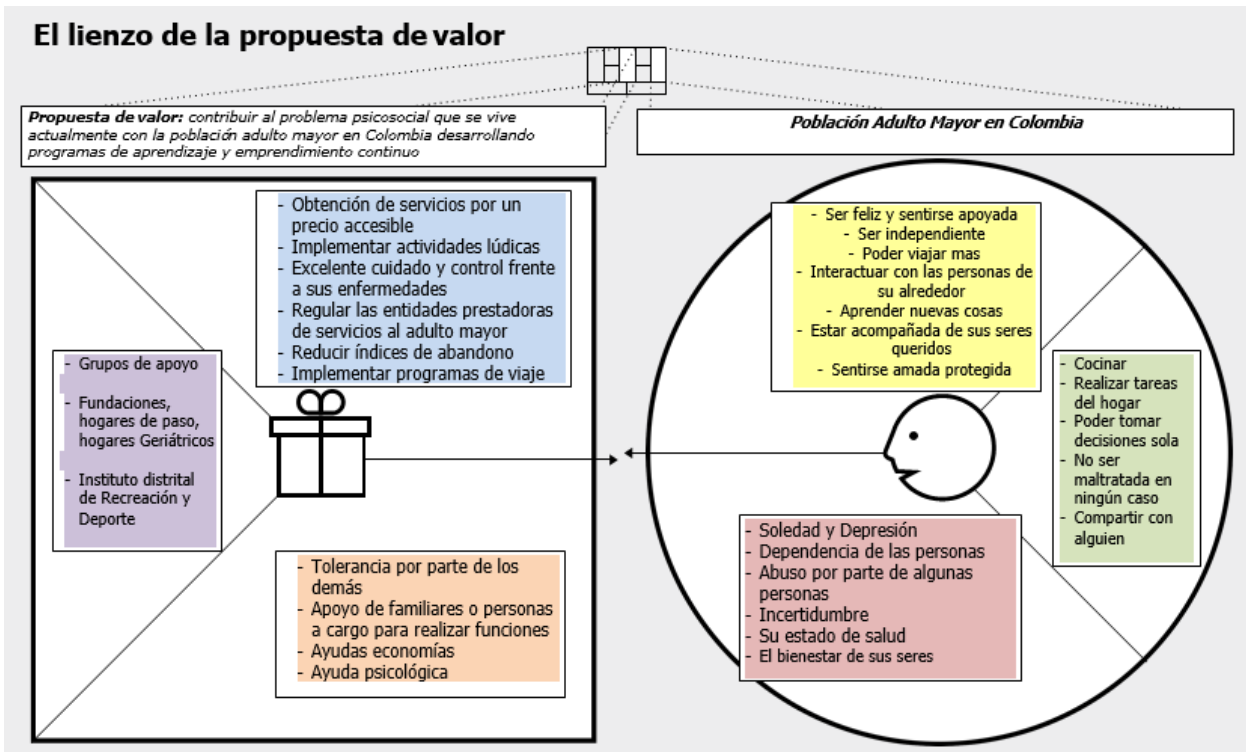 El lienzo de la propuesta de valor
Propuesta de valor: contribuir al problema psicosocial que se vive
actualmente con la población adulto mayor en Colombia desarrollando
programas de aprendizaje y emprendimiento continuo
Población Adulto Mayor en Colombia
- Obtención de servicios por un
precio accesible
- Implementar actividades lúdicas
- Excelente cuidado y control frente
a sus enfermedades
- Regular las entidades prestadoras
de servicios al adulto mayor
- Reducir índices de abandono
- Implementar programas de viaje
- Grupos de apoyo
- Fundaciones,
hogares de paso,
hogares Geriátricos
- Instituto distrital
de Recreación y
Deporte
- Tolerancia por parte de los
demás
- Apoyo de familiares o personas
a cargo para realizar funciones
- Ayudas economías
- Ayuda psicológica
- Ser feliz y sentirse apoyada
- Ser independiente
- Poder viajar mas
- Interactuar con las personas de
su alrededor
- Aprender nuevas cosas
- Estar acompañada de sus seres
queridos
- Sentirse amada protegida
- Cocinar
- Realizar tareas
del hogar
- Poder tomar
decisiones sola
- No ser
maltratada en
ningún caso
- Compartir con
alguien
- Soledad y Depresión
- Dependencia de las personas
- Abuso por parte de algunas
personas
- Incertidumbre
- Su estado de salud
- El bienestar de sus seres